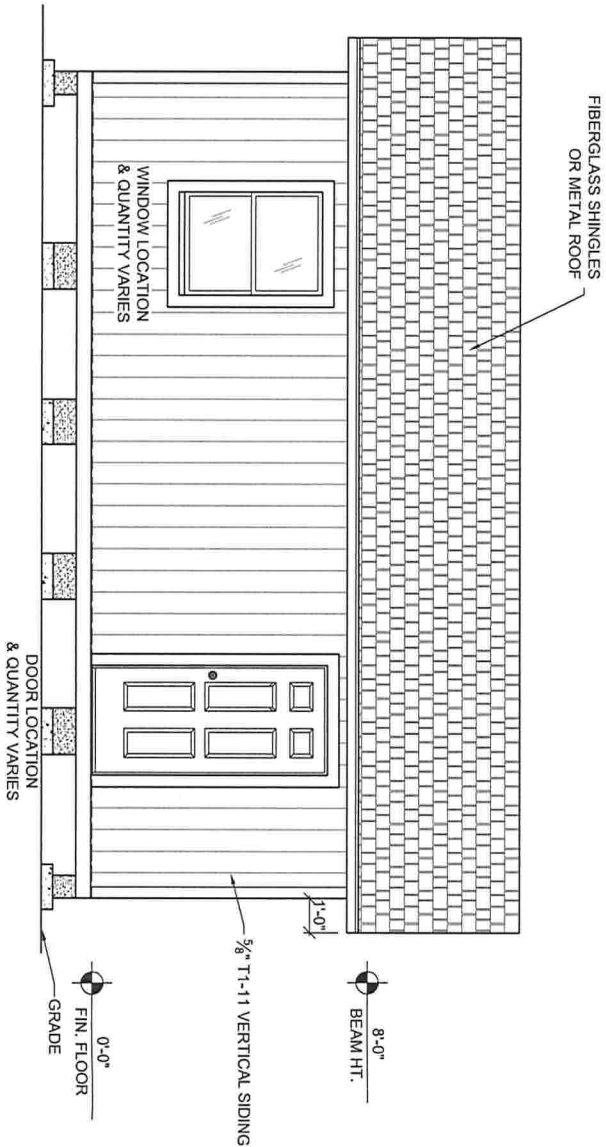 FIBERGLASS SHINGLES
OR METAL ROOF
WINDOW LOCATION
& QUANTITY VARIES
DOOR LOCATION
& QUANTITY VARIES
1'-0"
8'-0"
BEAM HT.
5/8" T1-11 VERTICAL SIDING
0'-0"
FIN. FLOOR
GRADE